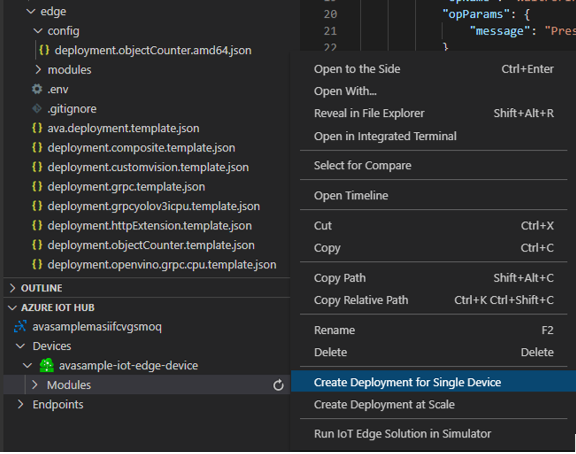 edge
config
deployment.objectCounter.amd64.json
modules
.env
.gitignore
ava.deployment.template.json
deployment.composite.template.json
deployment.customvision.template.json
deployment.grpc.template.json
deployment.grpcyolov3icpu.template.json
deployment.httpExtension.template.json
deployment.objectCounter.template.json
deployment.openvino.grpc.cpu.template.json
OUTLINE
AZURE IOT HUB
avasamplemasiifcvgsmoq
Devices
avasample-iot-edge-device
Modules
Endpoints
20 "opParams": {
21 "message": "Pres
22 }
Open to the Side Ctrl+Enter
Open With...
Reveal in File Explorer Shift+Alt+R
Open in Integrated Terminal
Select for Compare
Open Timeline
Cut Ctrl+X
Copy Ctrl+C
Copy Path Shift+Alt+C
Copy Relative Path Ctrl+K Ctrl+Shift+C
Rename F2
Delete Delete
Create Deployment for Single Device
Create Deployment at Scale
Run IoT Edge Solution in Simulator